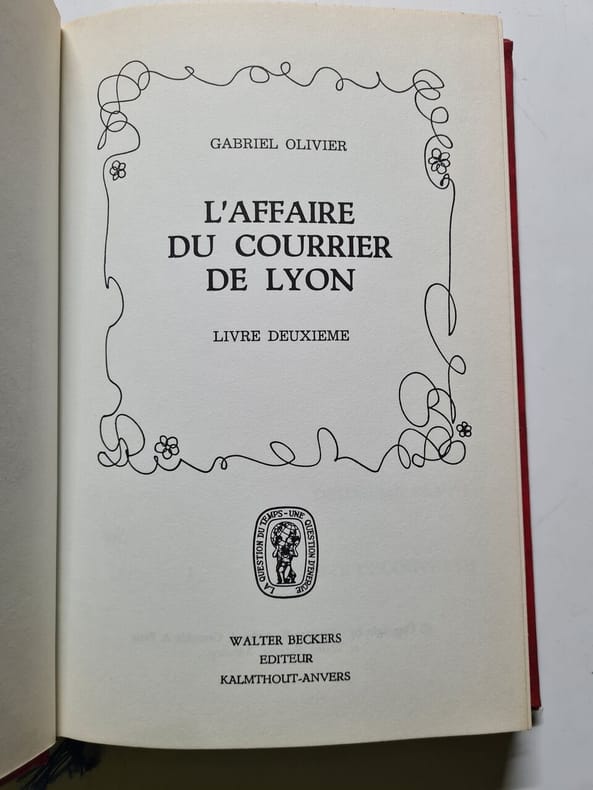 GABRIEL OLIVIER
L'AFFAIRE
DU COURRIER
DE LYON
LIVRE DEUXIEME
LA QUESTION DU TEMPS-UNE QUESTION D'ENERGIE
WALTER BECKERS
EDITEUR
KALMTHOUT-ANVERS